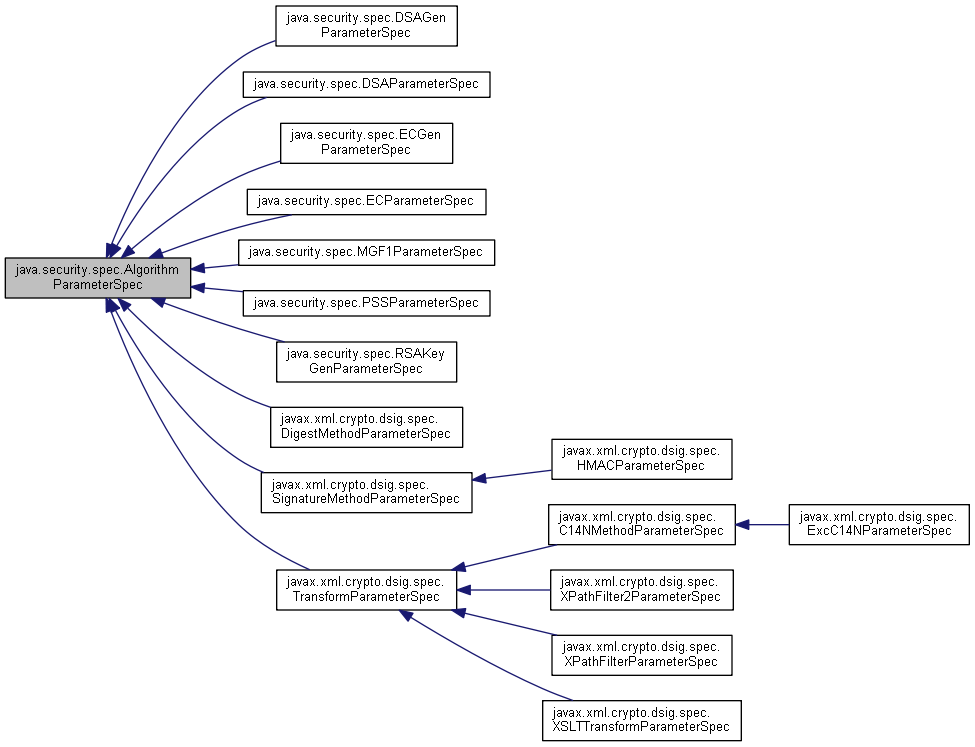 java.security.spec.DSAGen
ParameterSpec
java.security.spec.DSAParameterSpec
java.security.spec.ECGen
ParameterSpec
java.security.spec.ECParameterSpec
java.security.spec.MGF1ParameterSpec
java.security.spec.Algorithm
ParameterSpec
java.security.spec.PSSParameterSpec
java.security.spec.RSAKey
GenParameterSpec
javax.xml.crypto.dsig.spec.
DigestMethodParameterSpec
javax.xml.crypto.dsig.spec.
SignatureMethodParameterSpec
javax.xml.crypto.dsig.spec.
HMACParameterSpec
javax.xml.crypto.dsig.spec.
C14NMethodParameterSpec
javax.xml.crypto.dsig.spec.
ExcC14NParameterSpec
javax.xml.crypto.dsig.spec.
TransformParameterSpec
javax.xml.crypto.dsig.spec.
XPathFilter2ParameterSpec
javax.xml.crypto.dsig.spec.
XPathFilterParameterSpec
javax.xml.crypto.dsig.spec.
XSLTTransformParameterSpec